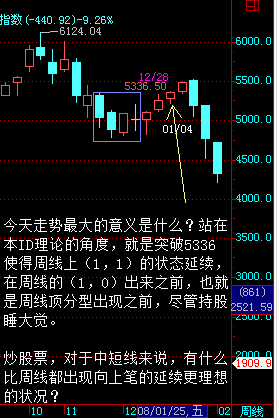 指数(-440.92)-9.26%
6124.04
6000.0
12/28
5336.50
5000.0
01/04
4500.0
4000.0
今天走势最大的意义是什么？站在
本ID理论的角度，就是突破5336
使得周线上（1，1）的状态延续，
在周线的（1，0）出来之前，也就
是周线顶分型出现之前，尽管持股
睡大觉。
3500.0
3000.0
(861)
2521.59
炒股票，对于中短线来说，有什么
比周线都出现向上笔的延续更理想
的状况？
1909.9
10
11
12
08/01/25,五
02
周线